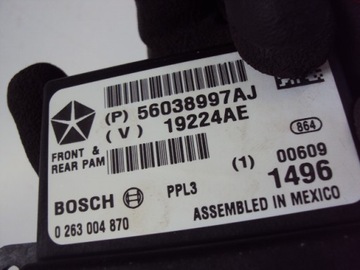 (P) 56038997AJ
(V) 19224AE
864
FRONT &
REAR PAM
(1) 00609
1496
BOSCH PPL3
0 263 004 870 ASSEMBLED IN MEXICO